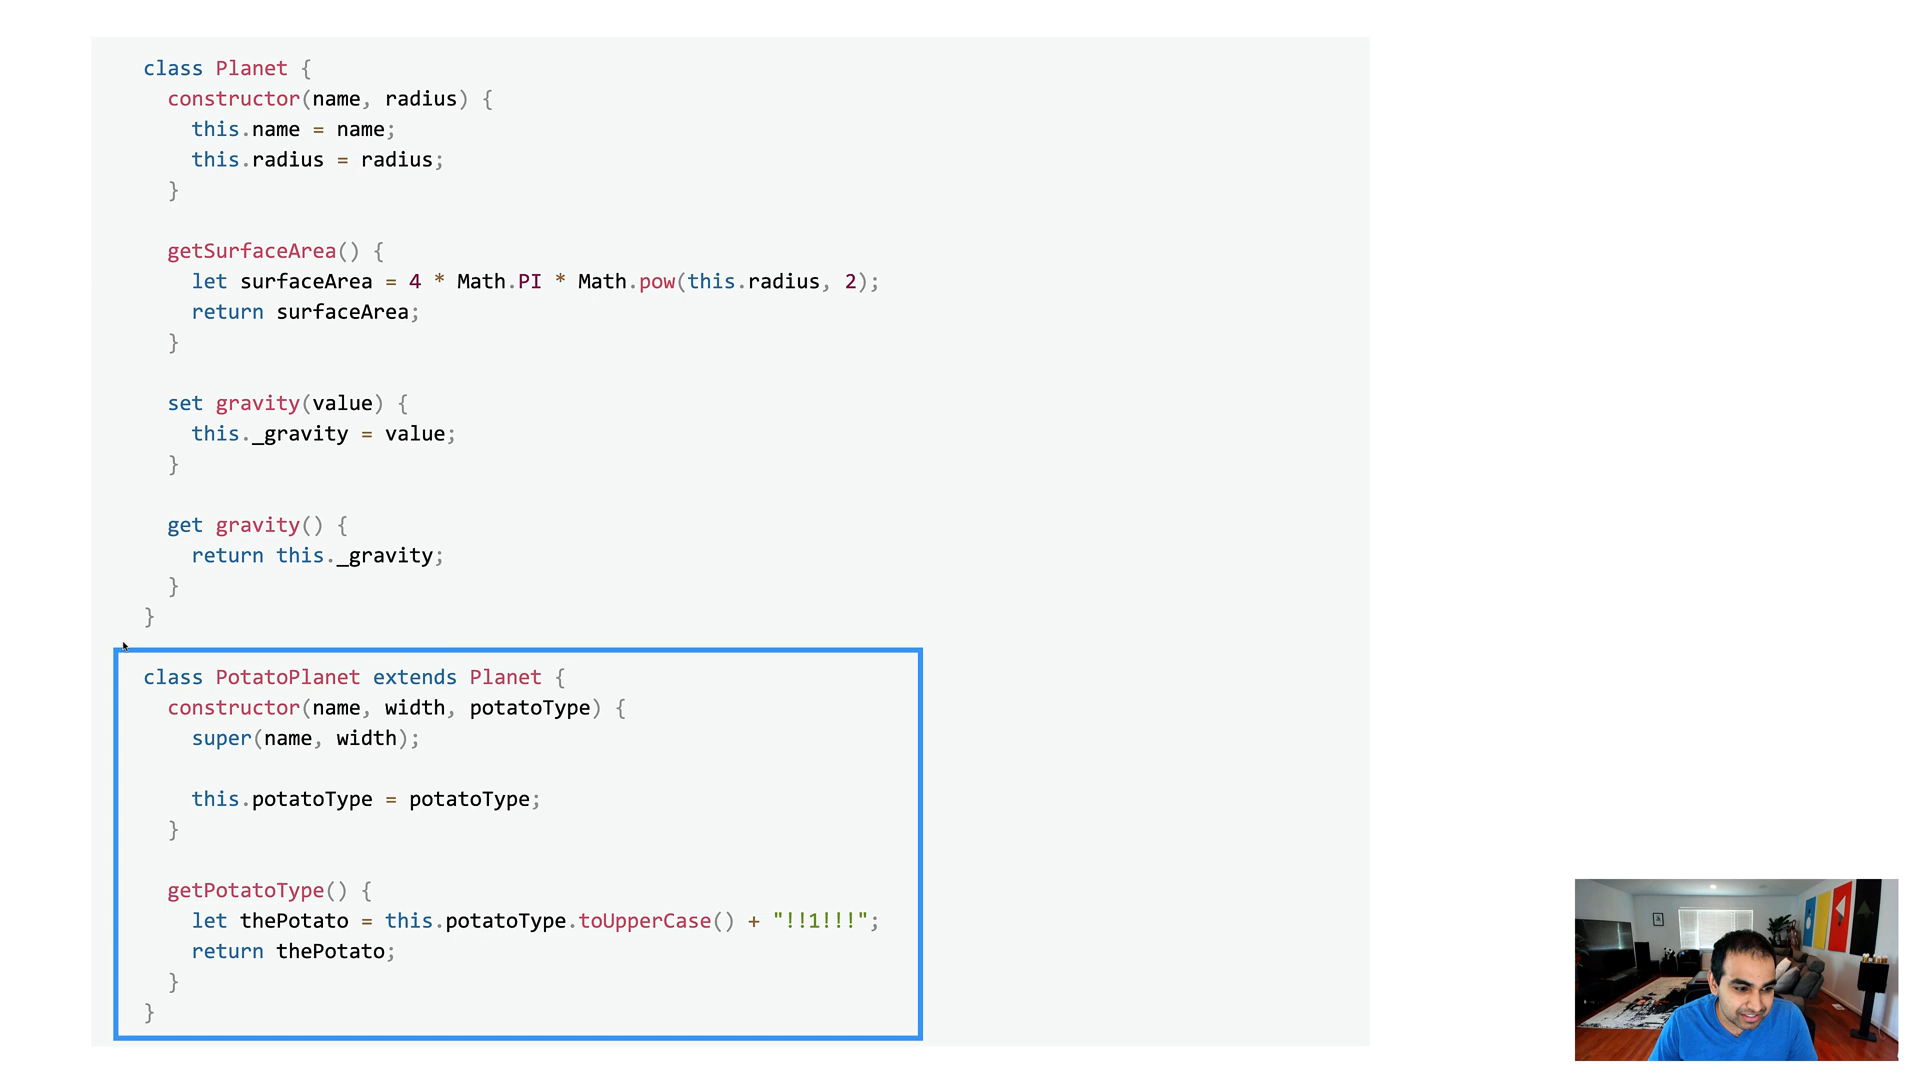 class Planet {
constructor(name, radius) {
this.name = name;
this.radius = radius;
}
getSurfaceArea() {
let surfaceArea = 4 * Math.PI * Math.pow(this.radius, 2);
return surfaceArea;
}
set gravity(value) {
this._gravity = value;
}
get gravity() {
return this._gravity;
}
}
class PotatoPlanet extends Planet {
constructor(name, width, potatoType) {
super(name, width);
this.potatoType = potatoType;
}
getPotatoType() {
let thePotato = this.potatoType.toUpperCase() + "!!1!!!";
return thePotato;
}
}